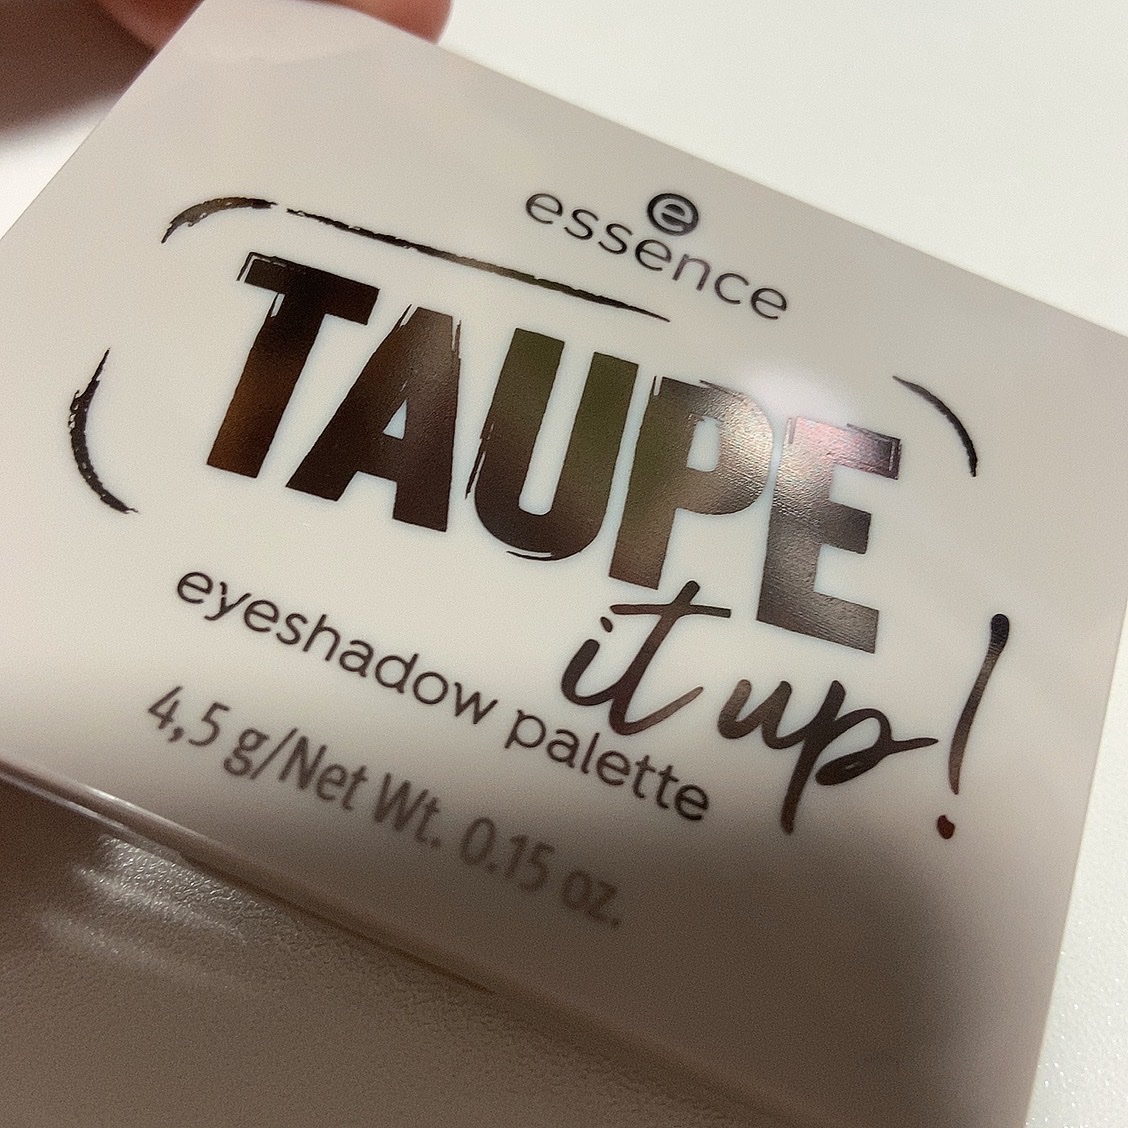 e
essence
TAUPE
it up!
eyeshadow palette
4,5 g/Net Wt. 0.15 oz.